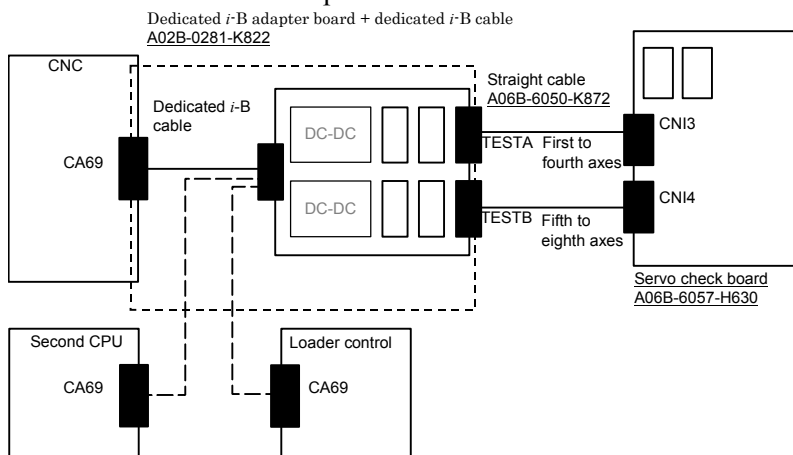 Dedicated i-B adapter board + dedicated i-B cable
A02B-0281-K822
CNC
Dedicated i-B
cable
CA69
DC-DC
DC-DC
Straight cable
A06B-6050-K872
TESTA First to
fourth axes
TESTB Fifth to
eighth axes
CNI3
CNI4
Servo check board
A06B-6057-H630
Second CPU
CA69
Loader control
CA69